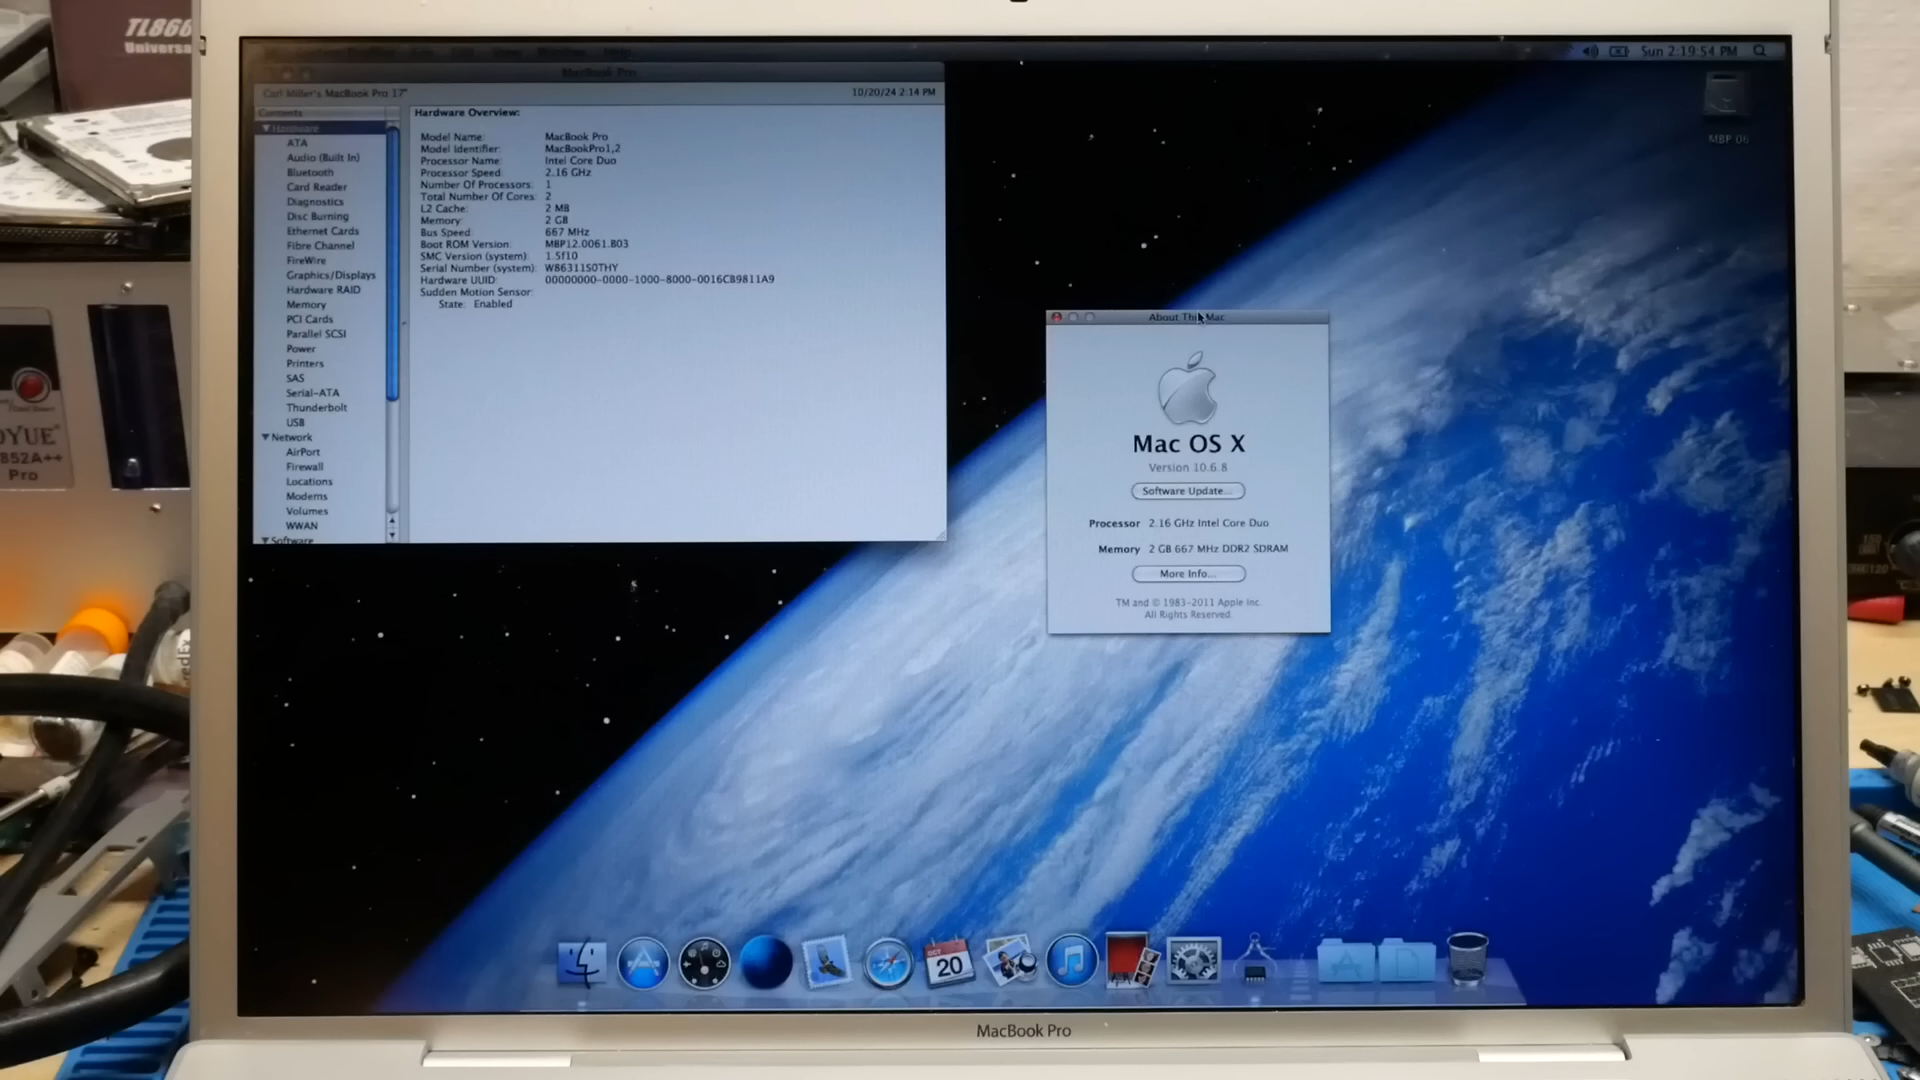 TL866
Universa
Window Help
Sun 2:19:54 PM
MacBook Pro
Carl Miller's MacBook Pro 17"
10/20/24 2:14 PM
Contents
Hardware
ATA
Audio (Built In)
Bluetooth
Card Reader
Diagnostics
Disc Burning
Ethernet Cards
Fibre Channel
FireWire
Graphics/Displays
Hardware RAID
Memory
PCI Cards
Parallel SCSI
Power
Printers
SAS
Serial-ATA
Thunderbolt
USB
Network
AirPort
Firewall
Locations
Modems
Volumes
WWAN
Software
Hardware Overview:
Model Name: MacBook Pro
Model Identifier: MacBookPro1,2
Processor Name: Intel Core Duo
Processor Speed: 2.16 GHz
Number Of Processors: 1
Total Number Of Cores: 2
L2 Cache: 2 MB
Memory: 2 GB
Bus Speed: 667 MHz
Boot ROM Version: MBP12.0061.B03
SMC Version (system): 1.5f10
Serial Number (system): W86311S0THY
Hardware UUID: 00000000-0000-1000-8000-0016CB9811A9
Sudden Motion Sensor:
State: Enabled
MBP 06
About This Mac
Mac OS X
Version 10.6.8
Software Update...
Processor 2.16 GHz Intel Core Duo
Memory 2 GB 667 MHz DDR2 SDRAM
More Info...
TM and © 1983-2011 Apple Inc.
All Rights Reserved.
OYUE
852A++
Pro
OCT
20
MacBook Pro